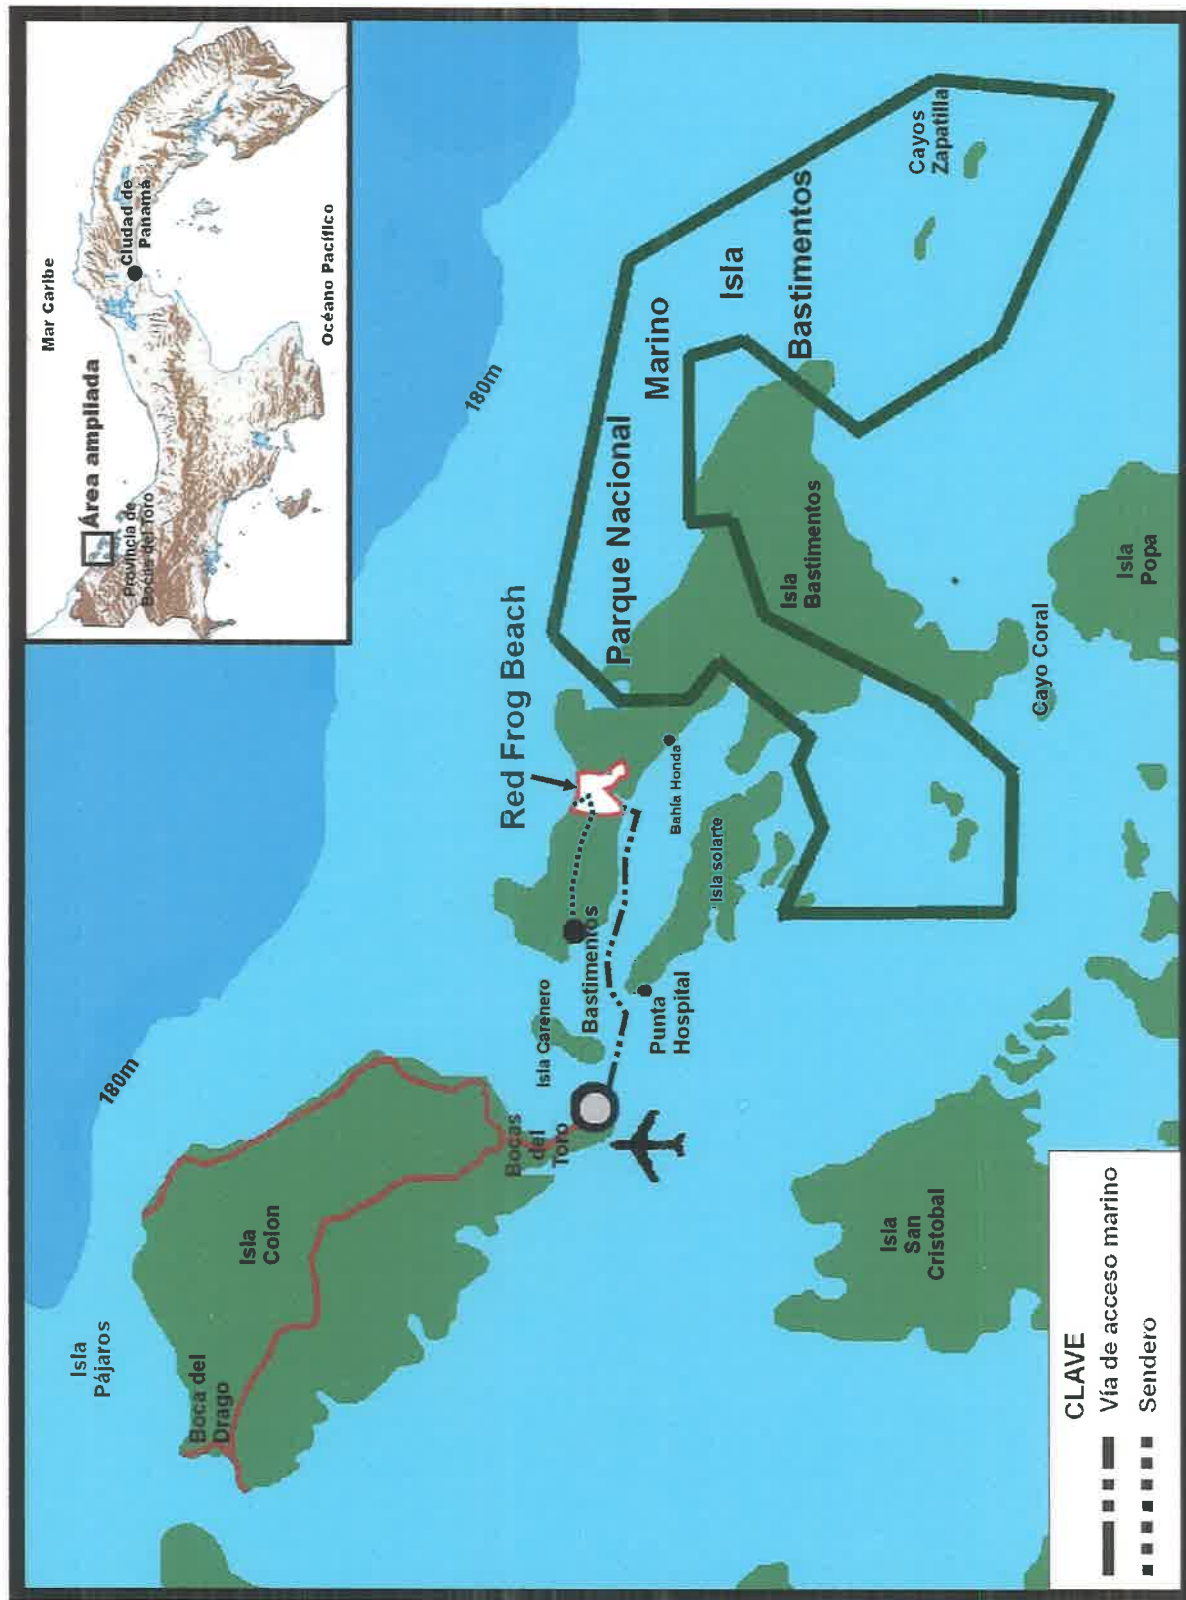 Mar Caribe
Ciudad de
Panamá
Océano Pacífico
Área ampliada
Provincia de
Bocas del Toro
180m
180m
Isla
Pájaros
Boca del
Drago
Isla
Colon
Bocas
del
Toro
Isla Carenero
Bastimentos
Punta
Hospital
Red Frog Beach
Bahía Honda
Isla solarte
Parque Nacional
Marino
Isla
Bastimentos
Isla
Bastimentos
Cayos
Zapatilla
Cayo Coral
Isla
Popa
Isla
San
Cristobal
CLAVE
Vía de acceso marino
Sendero